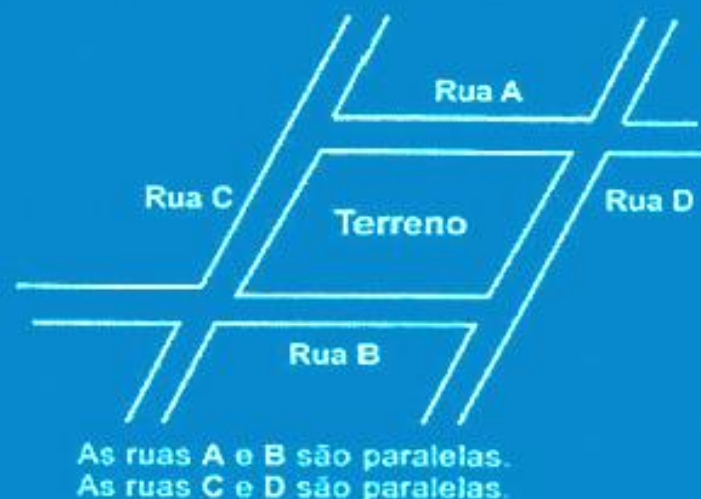 Rua A
Rua C
Rua D
Terreno
Rua B
As ruas A e B são paralelas.
As ruas C e D são paralelas.